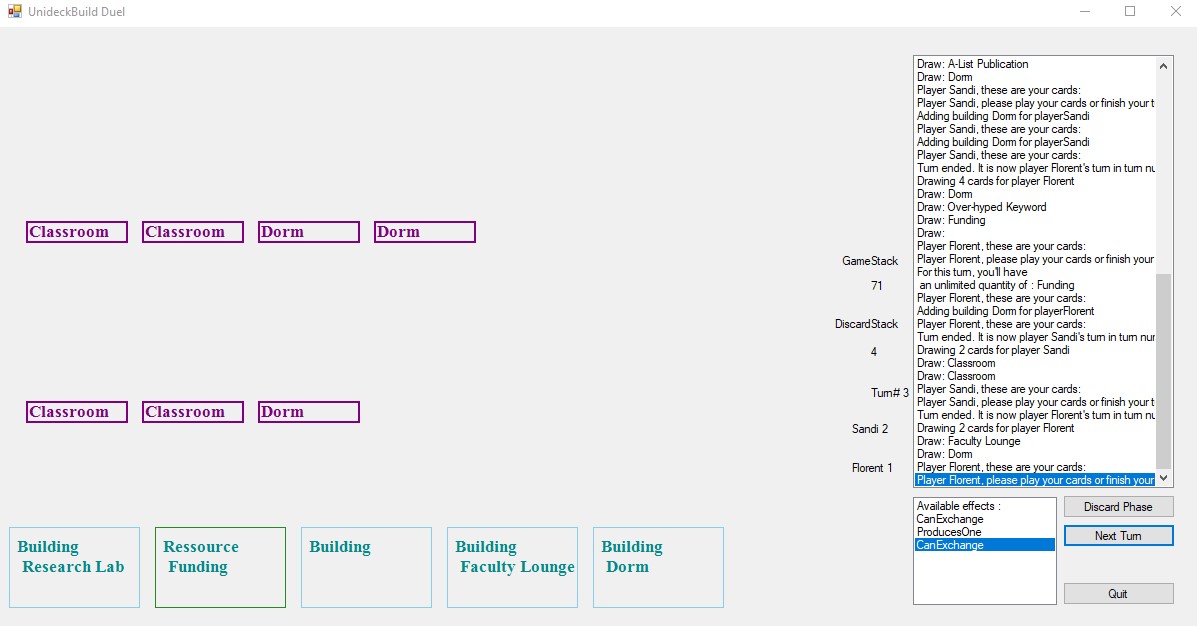 UnideckBuild Duel
Classroom Classroom Dorm Dorm
Classroom Classroom Dorm
Building
Research Lab
Ressource
Funding
Building
Building
Faculty Lounge
Building
Dorm
GameStack
71
DiscardStack
4
Turn# 3
Sandi 2
Florent 1
Draw: A-List Publication
Draw: Dorm
Player Sandi, these are your cards:
Player Sandi, please play your cards or finish your t
Adding building Dorm for playerSandi
Player Sandi, these are your cards:
Adding building Dorm for playerSandi
Player Sandi, these are your cards:
Turn ended. It is now player Florent's turn in turn nu
Drawing 4 cards for player Florent
Draw: Dorm
Draw: Over-hyped Keyword
Draw: Funding
Draw:
Player Florent, these are your cards:
Player Florent, please play your cards or finish your
For this turn, you'll have
an unlimited quantity of : Funding
Player Florent, these are your cards:
Adding building Dorm for playerFlorent
Player Florent, these are your cards:
Turn ended. It is now player Sandi's turn in turn nur
Drawing 2 cards for player Sandi
Draw: Classroom
Draw: Classroom
Player Sandi, these are your cards:
Player Sandi, please play your cards or finish your t
Turn ended. It is now player Florent's turn in turn nu
Drawing 2 cards for player Florent
Draw: Faculty Lounge
Draw: Dorm
Player Florent, these are your cards:
Player Florent, please play your cards or finish your
Available effects :
CanExchange
ProducesOne
CanExchange
Discard Phase
Next Turn
Quit